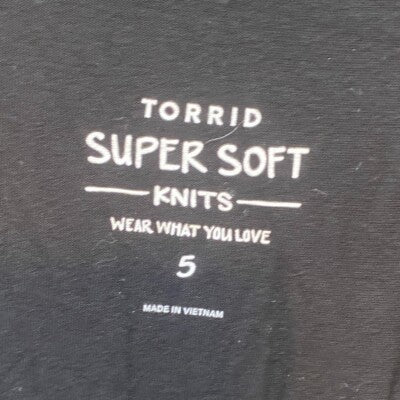 TORRID
SUPER SOFT
KNITS
WEAR WHAT YOU LOVE
5
MADE IN VIETNAM